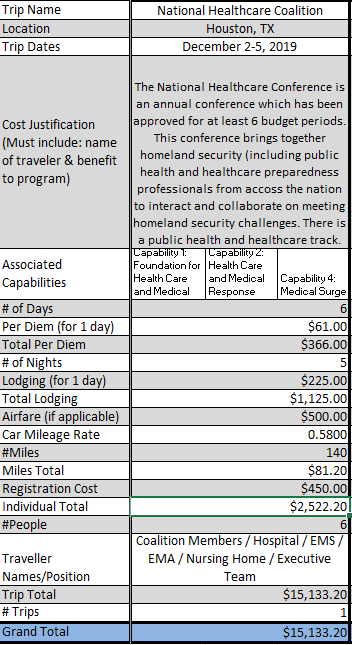 Trip Name National Healthcare Coalition
Location Houston, TX
Trip Dates December 2-5, 2019
Cost Justification
(Must include: name
of traveler & benefit
to program)
The National Healthcare Conference is
an annual conference which has been
approved for at least 6 budget periods.
This conference brings together
homeland security (including public
health and healthcare preparedness
professionals from accoss the nation
to interact and collaborate on meeting
homeland security challenges. There is
a public health and healthcare track.
Associated
Capabilities
Capability 1:
Foundation for
Health Care
and Medical
Capability 2:
Health Care
and Medical
Response
Capability 4:
Medical Surge
# of Days 6
Per Diem (for 1 day) $61.00
Total Per Diem $366.00
# of Nights 5
Lodging (for 1 day) $225.00
Total Lodging $1,125.00
Airfare (if applicable) $500.00
Car Mileage Rate 0.5800
#Miles 140
Miles Total $81.20
Registration Cost $450.00
Individual Total $2,522.20
#People 6
Traveller
Names/Position
Coalition Members / Hospital / EMS /
EMA / Nursing Home / Executive
Team
Trip Total $15,133.20
# Trips 1
Grand Total $15,133.20